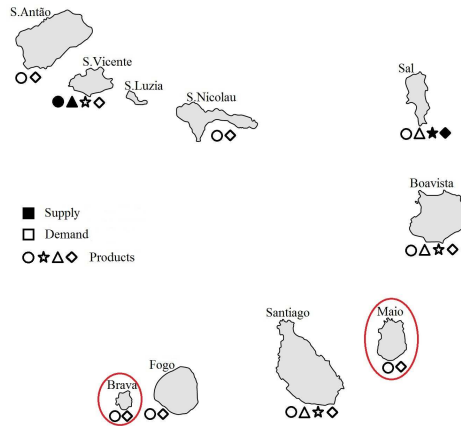 S.Antão
S.Vicente
S.Luzia
S.Nicolau
Sal
Boavista
Supply
Demand
Products
Santiago
Maio
Fogo
Brava